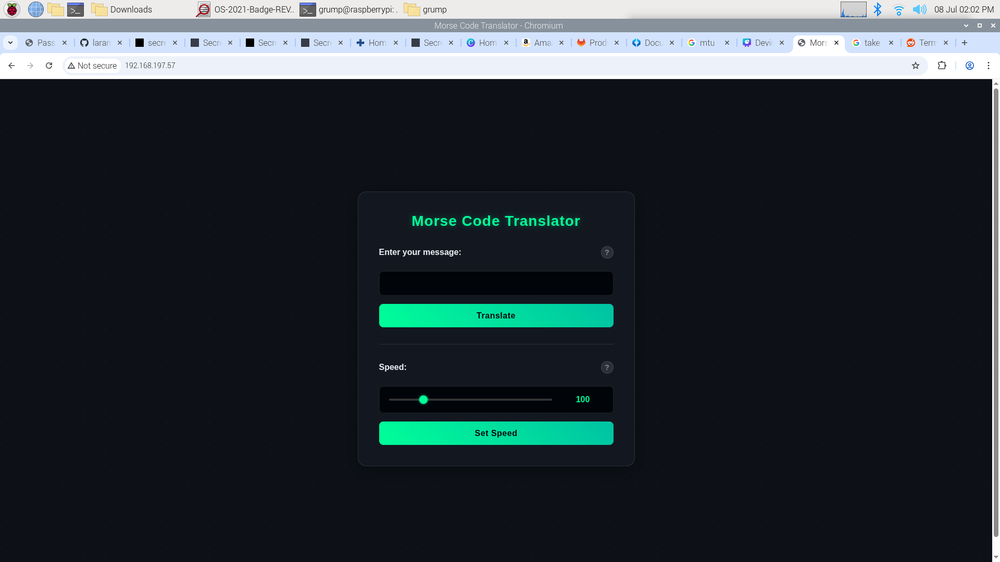 Downloads
OS-2021-Badge-REV..
grump@raspberrypi: .
grump
08 Jul 02:02 PM
Morse Code Translator - Chromium
Pass
laran
secre
Secre
Secre
Secre
Hom
Secre
Hom
Ama
Prod
Docu
mtu
Devic
Mors
take
Term
Not secure
192.168.197.57
Morse Code Translator
Enter your message:
?
Translate
Speed:
?
100
Set Speed